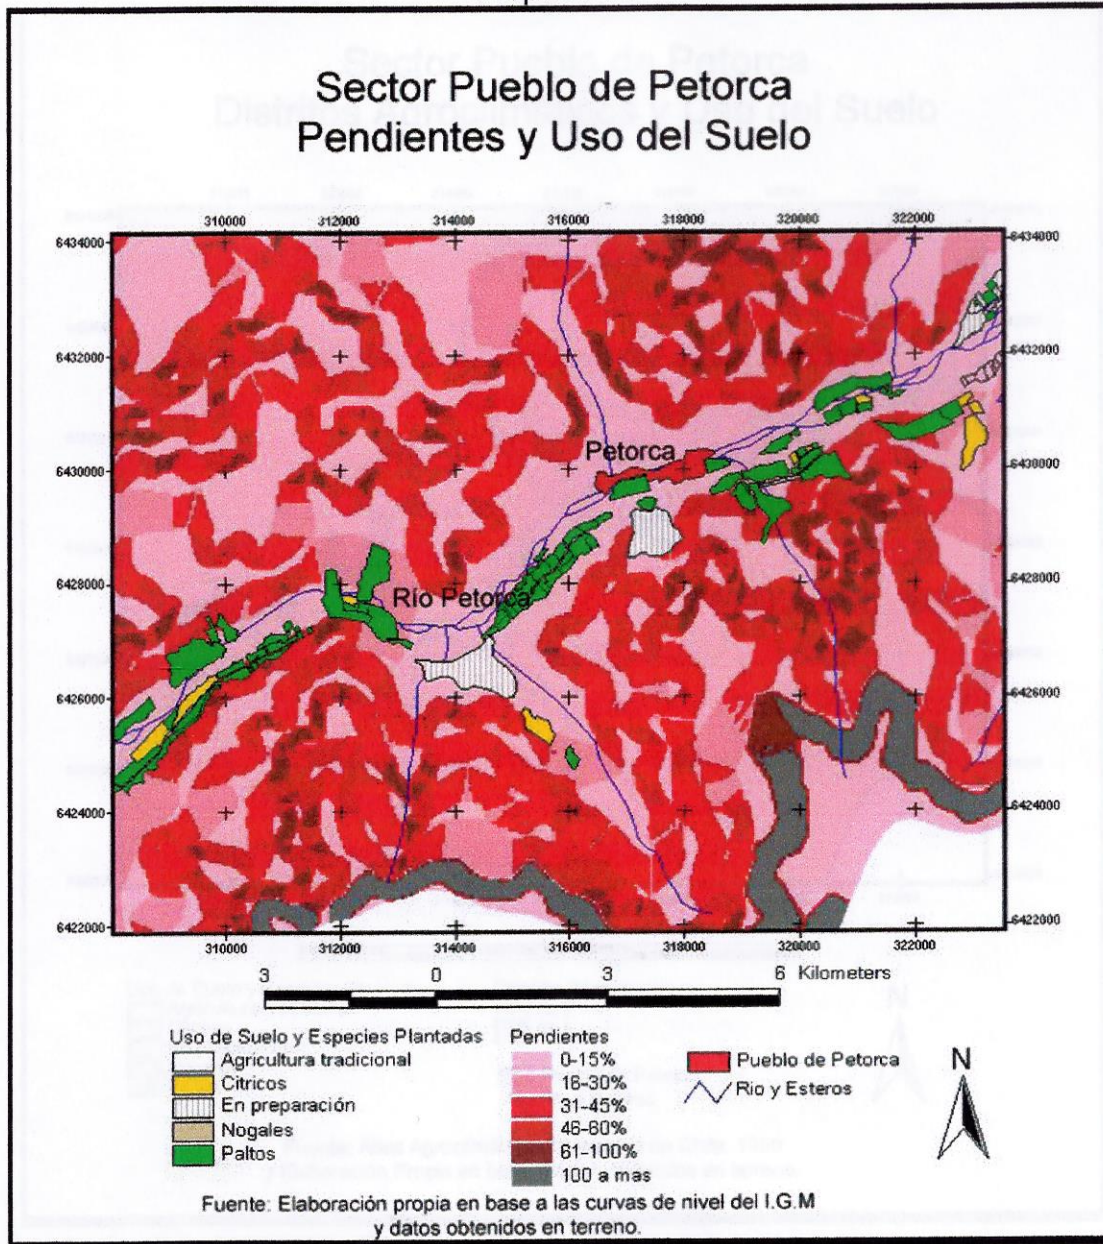 Sector Pueblo de Petorca
Pendientes y Uso del Suelo
310000 312000 314000 316000 318000 320000 322000
6434000 6434000
6432000 6432000
Petorca
6430000 6430000
6428000 6428000
Río Petorca
6426000 6426000
6424000 6424000
6422000 6422000
310000 312000 314000 316000 318000 320000 322000
3 0 3 6 Kilometers
Uso de Suelo y Especies Plantadas
Agricultura tradicional
Citricos
En preparación
Nogales
Paltos
Pendientes
0-15%
16-30%
31-45%
46-60%
61-100%
100 a mas
Pueblo de Petorca
Rio y Esteros
N
Fuente: Elaboración propia en base a las curvas de nivel del I.G.M
y datos obtenidos en terreno.